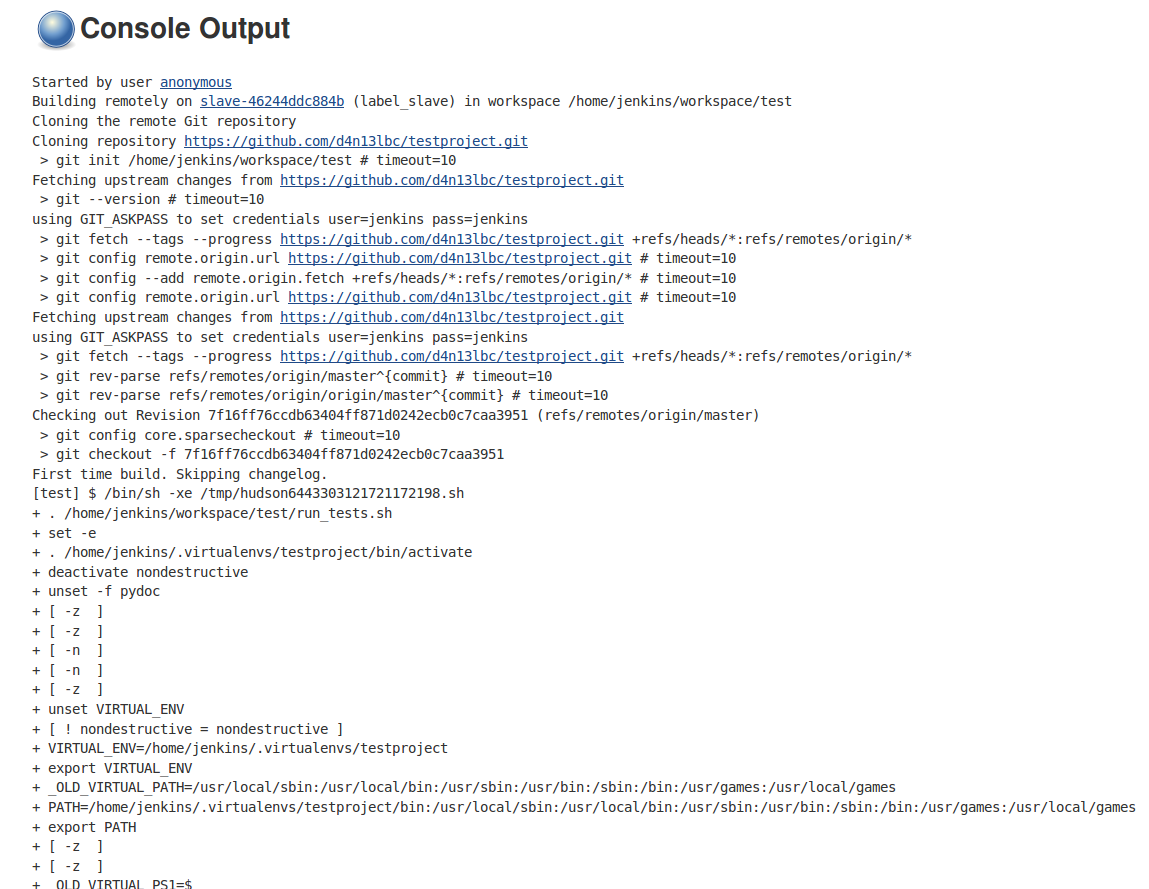 Console Output
Started by user anonymous
Building remotely on slave-46244ddc884b (label_slave) in workspace /home/jenkins/workspace/test
Cloning the remote Git repository
Cloning repository https://github.com/d4n13lbc/testproject.git
 > git init /home/jenkins/workspace/test # timeout=10
Fetching upstream changes from https://github.com/d4n13lbc/testproject.git
 > git --version # timeout=10
using GIT_ASKPASS to set credentials user=jenkins pass=jenkins
 > git fetch --tags --progress https://github.com/d4n13lbc/testproject.git +refs/heads/*:refs/remotes/origin/*
 > git config remote.origin.url https://github.com/d4n13lbc/testproject.git # timeout=10
 > git config --add remote.origin.fetch +refs/heads/*:refs/remotes/origin/* # timeout=10
 > git config remote.origin.url https://github.com/d4n13lbc/testproject.git # timeout=10
Fetching upstream changes from https://github.com/d4n13lbc/testproject.git
using GIT_ASKPASS to set credentials user=jenkins pass=jenkins
 > git fetch --tags --progress https://github.com/d4n13lbc/testproject.git +refs/heads/*:refs/remotes/origin/*
 > git rev-parse refs/remotes/origin/master^{commit} # timeout=10
 > git rev-parse refs/remotes/origin/origin/master^{commit} # timeout=10
Checking out Revision 7f16ff76ccdb63404ff871d0242ecb0c7caa3951 (refs/remotes/origin/master)
 > git config core.sparsecheckout # timeout=10
 > git checkout -f 7f16ff76ccdb63404ff871d0242ecb0c7caa3951
First time build. Skipping changelog.
[test] $ /bin/sh -xe /tmp/hudson6443303121721172198.sh
+ . /home/jenkins/workspace/test/run_tests.sh
+ set -e
+ . /home/jenkins/.virtualenvs/testproject/bin/activate
+ deactivate nondestructive
+ unset -f pydoc
+ [ -z  ]
+ [ -z  ]
+ [ -n  ]
+ [ -n  ]
+ [ -z  ]
+ unset VIRTUAL_ENV
+ [ ! nondestructive = nondestructive ]
+ VIRTUAL_ENV=/home/jenkins/.virtualenvs/testproject
+ export VIRTUAL_ENV
+ _OLD_VIRTUAL_PATH=/usr/local/sbin:/usr/local/bin:/usr/sbin:/usr/bin:/sbin:/bin:/usr/games:/usr/local/games
+ PATH=/home/jenkins/.virtualenvs/testproject/bin:/usr/local/sbin:/usr/local/bin:/usr/sbin:/usr/bin:/sbin:/bin:/usr/games:/usr/local/games
+ export PATH
+ [ -z  ]
+ [ -z  ]
+ _OLD_VIRTUAL_PS1=$